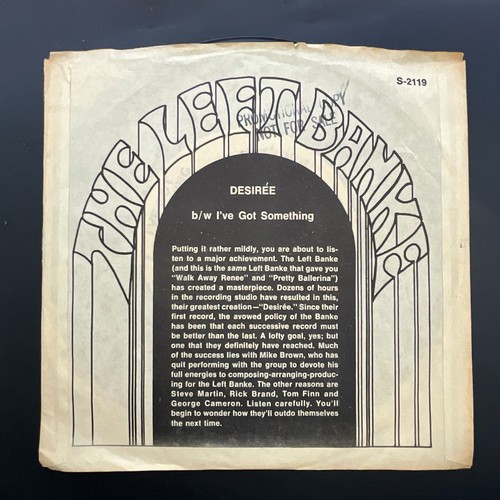 S-2119
THE LEFT BANKE
PROMOTIONAL COPY
NOT FOR SALE
DESIRÉE
b/w I've Got Something
Putting it rather mildly, you are about to lis-
ten to a major achievement. The Left Banke
(and this is the same Left Banke that gave you
"Walk Away Renee" and "Pretty Ballerina")
has created a masterpiece. Dozens of hours
in the recording studio have resulted in this,
their greatest creation—"Desirée." Since their
first record, the avowed policy of the Banke
has been that each successive record must
be better than the last. A lofty goal, yes; but
one that they definitely have reached. Much
of the success lies with Mike Brown, who has
quit performing with the group to devote his
full energies to composing-arranging-produc-
ing for the Left Banke. The other reasons are
Steve Martin, Rick Brand, Tom Finn and
George Cameron. Listen carefully. You'll
begin to wonder how they'll outdo themselves
the next time.